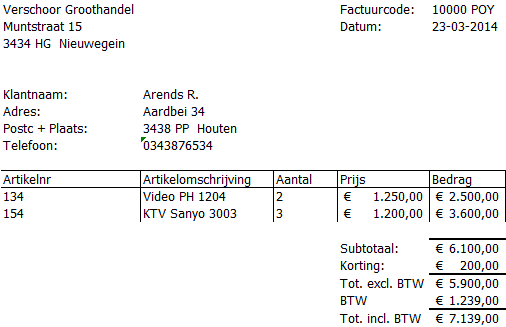 Verschoor Groothandel Factuurcode: 10000 POY
Muntstraat 15 Datum: 23-03-2014
3434 HG Nieuwegein
Klantnaam: Arends R.
Adres: Aardbei 34
Postc + Plaats: 3438 PP Houten
Telefoon: 0343876534
Artikelnr Artikelomschrijving Aantal Prijs Bedrag
134 Video PH 1204 2 € 1.250,00 € 2.500,00
154 KTV Sanyo 3003 3 € 1.200,00 € 3.600,00
Subtotaal: € 6.100,00
Korting: € 200,00
Tot. excl. BTW € 5.900,00
BTW € 1.239,00
Tot. incl. BTW € 7.139,00